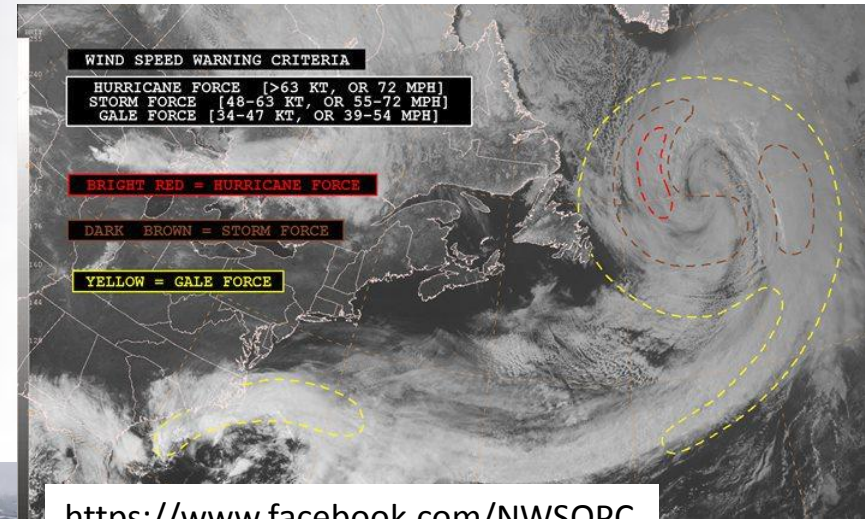 WIND SPEED WARNING CRITERIA
HURRICANE FORCE [>63 KT, OR 72 MPH]
STORM FORCE [48-63 KT, OR 55-72 MPH]
GALE FORCE [34-47 KT, OR 39-54 MPH]
BRIGHT RED = HURRICANE FORCE
DARK BROWN = STORM FORCE
YELLOW = GALE FORCE
https://www.facebook.com/NWSOPC